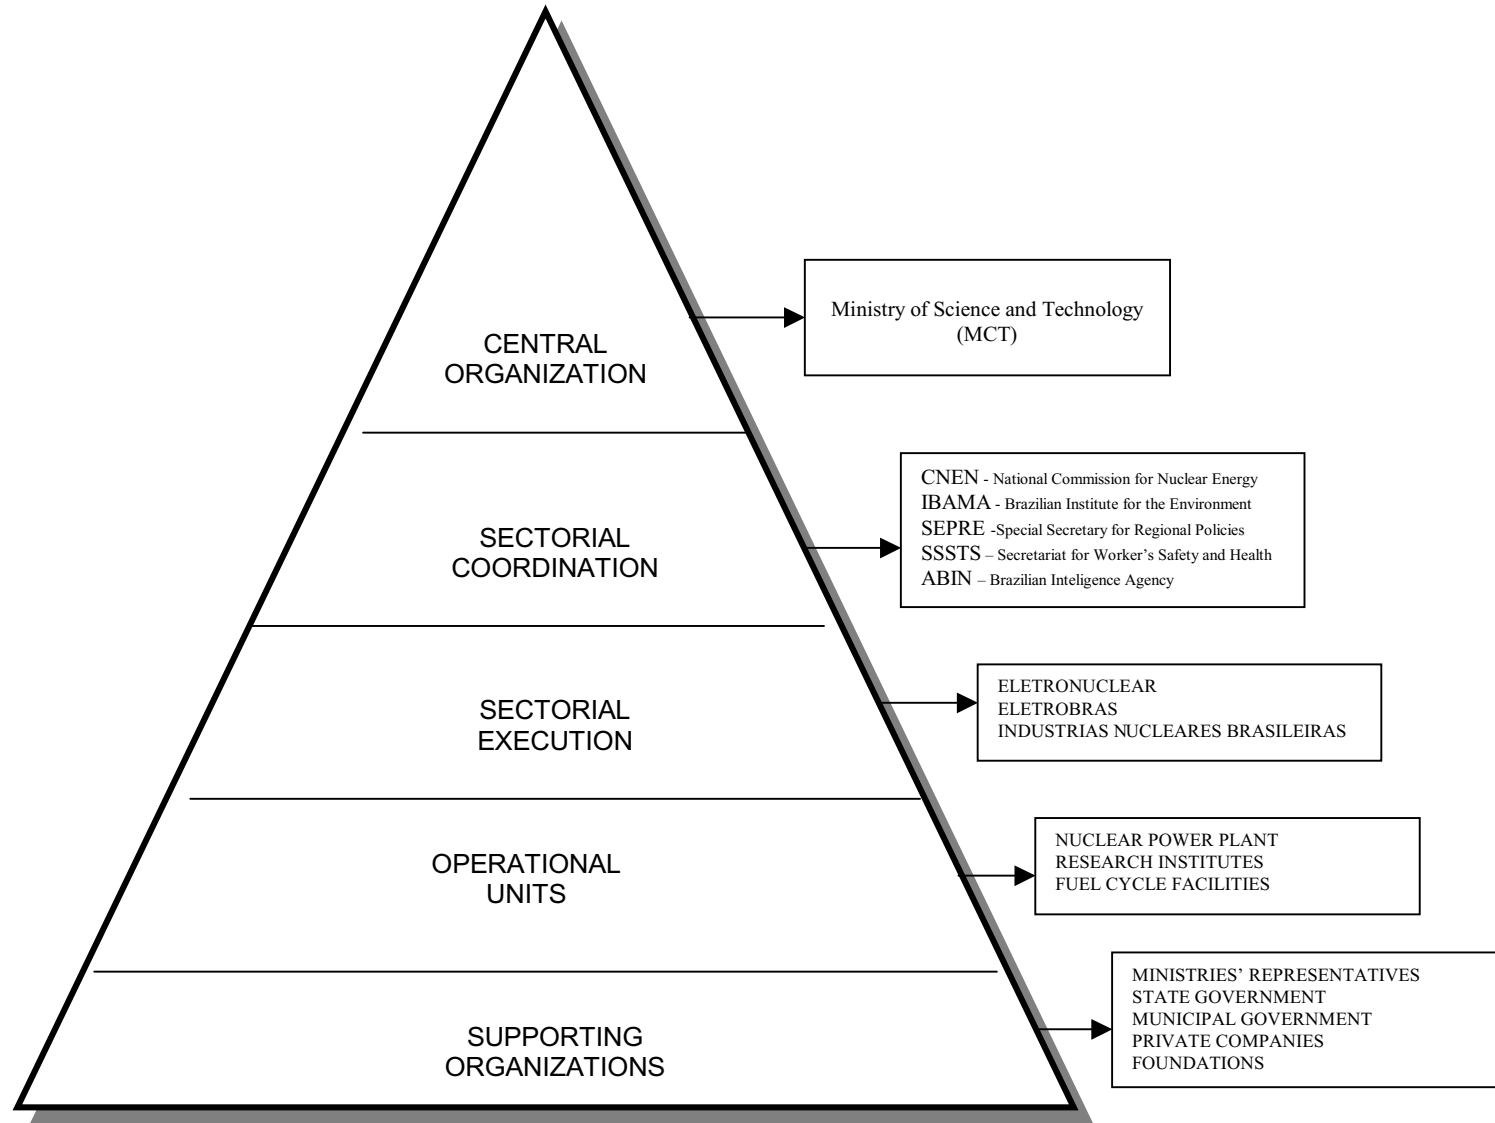 CENTRAL
ORGANIZATION
Ministry of Science and Technology
(MCT)
SECTORIAL
COORDINATION
CNEN - National Commission for Nuclear Energy
IBAMA - Brazilian Institute for the Environment
SEPRE -Special Secretary for Regional Policies
SSSTS – Secretariat for Worker’s Safety and Health
ABIN – Brazilian Inteligence Agency
SECTORIAL
EXECUTION
ELETRONUCLEAR
ELETROBRAS
INDUSTRIAS NUCLEARES BRASILEIRAS
OPERATIONAL
UNITS
NUCLEAR POWER PLANT
RESEARCH INSTITUTES
FUEL CYCLE FACILITIES
SUPPORTING
ORGANIZATIONS
MINISTRIES’ REPRESENTATIVES
STATE GOVERNMENT
MUNICIPAL GOVERNMENT
PRIVATE COMPANIES
FOUNDATIONS